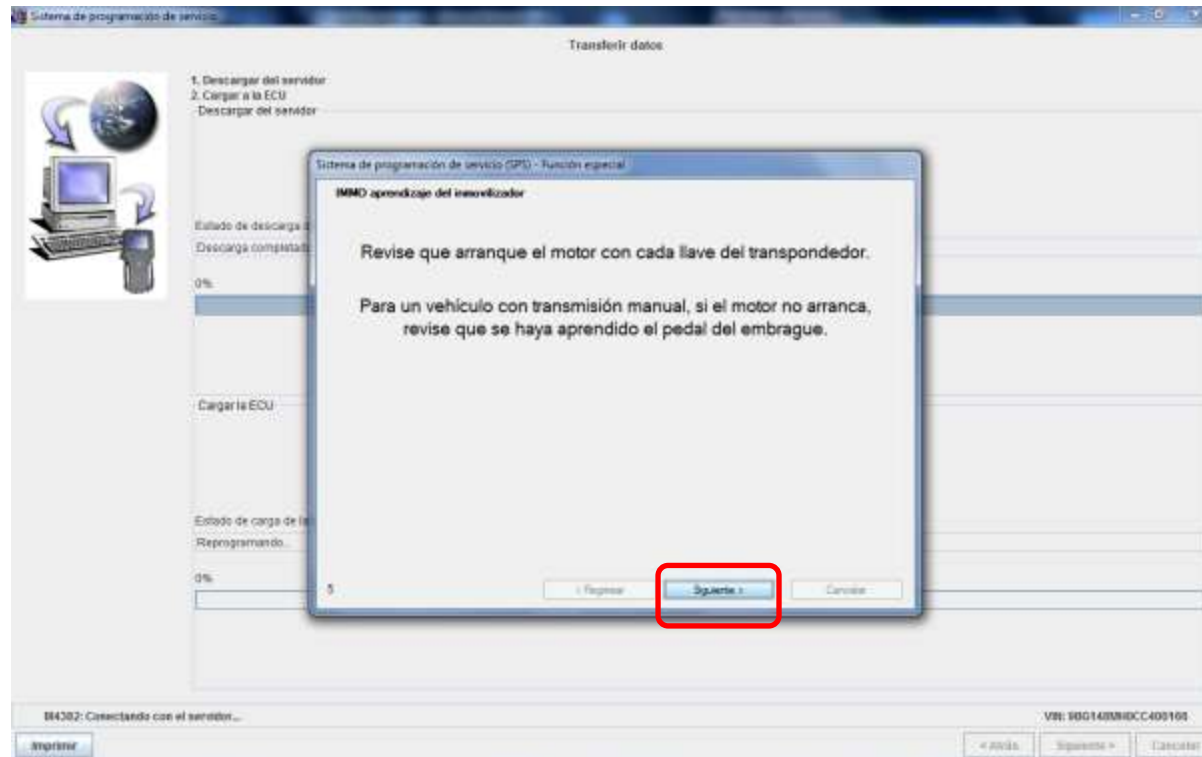 Sistema de programación de servicio
Transferir datos
1. Descargar del servidor
2. Cargar a la ECU
Descargar del servidor
Sistema de programación de servicio (SPS) - Función especial
IMMO aprendizaje del inmovilizador
Estado de descarga
Descarga completada
Revise que arranque el motor con cada llave del transpondedor.
0%
Para un vehículo con transmisión manual, si el motor no arranca,
revise que se haya aprendido el pedal del embrague.
Cargar la ECU
Estado de carga de la
Reprogramando..
0%
5
< Regresar
Siguiente >
Cancelar
Conectando con el servidor...
VIN:
Imprimir
< Atrás
Siguiente >
Cancelar